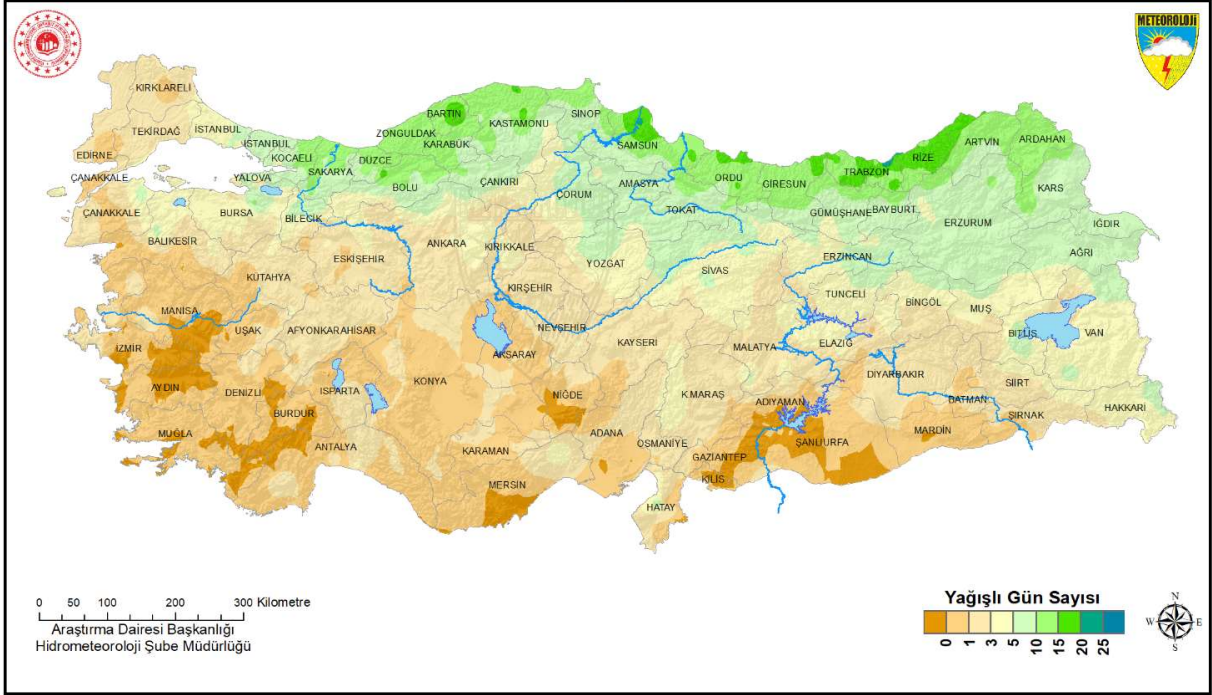 METEOROLOJİ
KIRKLARELİ
TEKİRDAĞ
İSTANBUL
EDİRNE
İSTANBUL
KOCAELİ
YALOVA
SAKARYA
DÜZCE
ZONGULDAK
BARTIN
KARABÜK
KASTAMONU
SİNOP
SAMSUN
ORDU
GİRESUN
TRABZON
RİZE
ARTVİN
ARDAHAN
KARS
ÇANAKKALE
ÇANAKKALE
BURSA
BİLECİK
BOLU
ÇANKIRI
ÇORUM
AMASYA
TOKAT
GÜMÜŞHANE
BAYBURT
ERZURUM
IĞDIR
AĞRI
BALIKESİR
KÜTAHYA
ESKİŞEHİR
ANKARA
KIRIKKALE
YOZGAT
SİVAS
ERZİNCAN
TUNCELİ
BİNGÖL
MUŞ
BİTLİS
VAN
MANİSA
UŞAK
AFYONKARAHİSAR
KIRŞEHİR
NEVŞEHİR
KAYSERİ
MALATYA
ELAZIĞ
İZMİR
AKSARAY
DİYARBAKIR
SİİRT
AYDIN
DENİZLİ
ISPARTA
KONYA
NİĞDE
K.MARAŞ
ADIYAMAN
BATMAN
ŞIRNAK
HAKKARİ
BURDUR
MUĞLA
ANTALYA
KARAMAN
ADANA
OSMANİYE
GAZİANTEP
ŞANLIURFA
MARDİN
MERSİN
KİLİS
HATAY
0 50 100 200 300 Kilometre
Araştırma Dairesi Başkanlığı
Hidrometeoroloji Şube Müdürlüğü
Yağışlı Gün Sayısı
0 1 3 5 10 15 20 25
N
W E
S